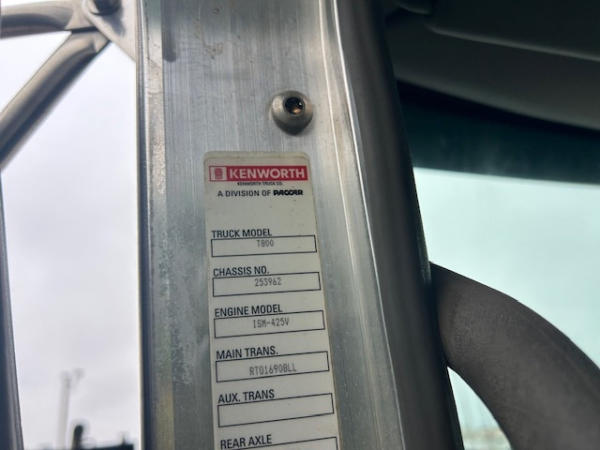 KENWORTH
KENWORTH TRUCK CO.
A DIVISION OF PACCAR
TRUCK MODEL
T800
CHASSIS NO.
253962
ENGINE MODEL
ISM-425V
MAIN TRANS.
RTO16908LL
AUX. TRANS
REAR AXLE